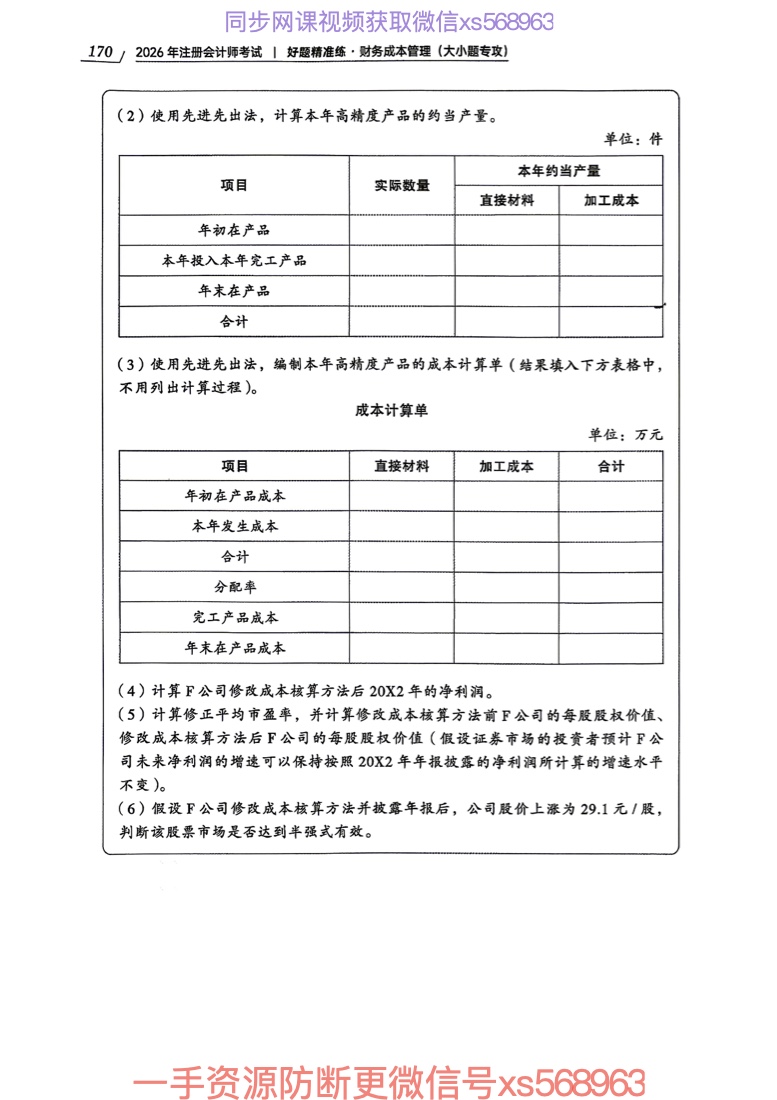 同步网课视频获取微信xs568963
170 / 2026年注册会计师考试 | 好题精准练·财务成本管理（大小题专攻）
（2）使用先进先出法，计算本年高精度产品的约当产量。
单位：件
项目 实际数量 本年约当产量
直接材料 加工成本
年初在产品
本年投入本年完工产品
年末在产品
合计
（3）使用先进先出法，编制本年高精度产品的成本计算单（结果填入下方表格中，
不用列出计算过程）。
成本计算单
单位：万元
项目 直接材料 加工成本 合计
年初在产品成本
本年发生成本
合计
分配率
完工产品成本
年末在产品成本
（4）计算F公司修改成本核算方法后20X2年的净利润。
（5）计算修正平均市盈率，并计算修改成本核算方法前F公司的每股股权价值、
修改成本核算方法后F公司的每股股权价值（假设证券市场的投资者预计F公
司未来净利润的增速可以保持按照20X2年年报披露的净利润所计算的增速水平
不变）。
（6）假设F公司修改成本核算方法并披露年报后，公司股价上涨为29.1元/股，
判断该股票市场是否达到半强式有效。
一手资源防断更微信号xs568963